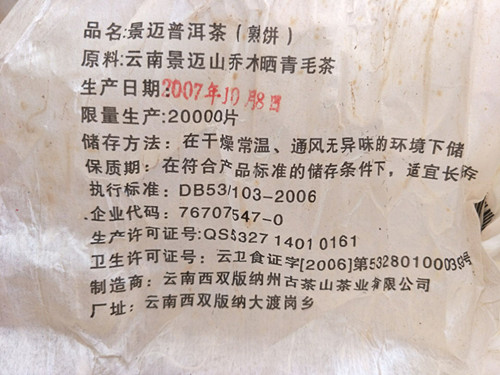 品名:景迈普洱茶(熟饼)
原料:云南景迈山乔木晒青毛茶
生产日期:2007年10月8日
限量生产:20000片
储存方法:在干燥常温、通风无异味的环境下储
保质期:在符合产品标准的储存条件下,适宜长期存
执行标准:DB53/103-2006
企业代码:76707547-0
生产许可证号:QS5327 1401 0161
卫生许可证号:云卫食证字[2006]第532801000号
制造商:云南西双版纳州古茶山茶业有限公司
厂址:云南西双版纳大渡岗乡